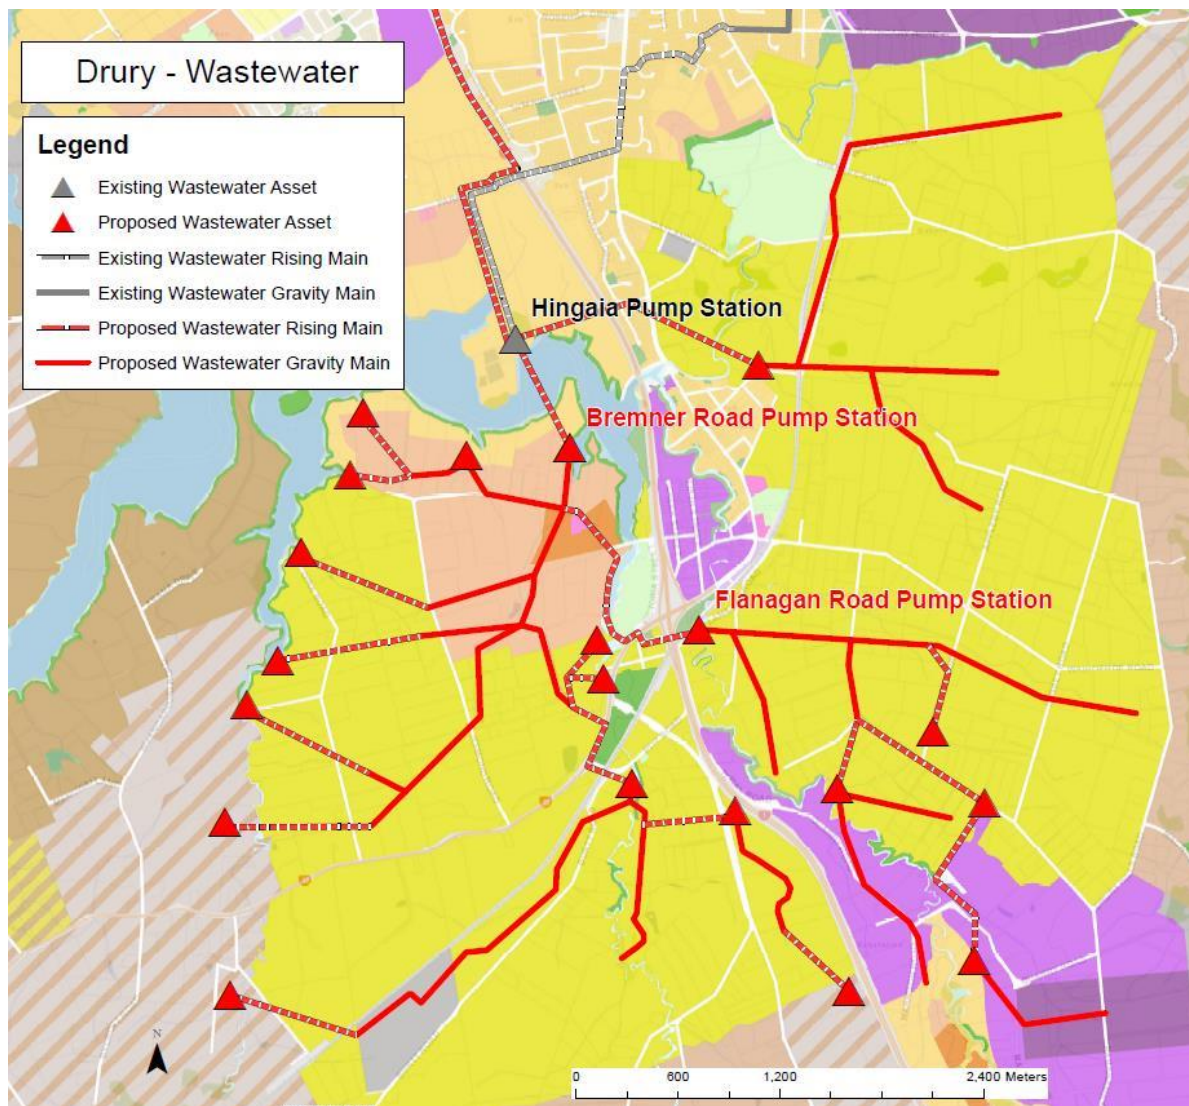 Drury - Wastewater
Legend
Existing Wastewater Asset
Proposed Wastewater Asset
Existing Wastewater Rising Main
Existing Wastewater Gravity Main
Proposed Wastewater Rising Main
Proposed Wastewater Gravity Main
Hingaia Pump Station
Bremner Road Pump Station
Flanagan Road Pump Station
N
0 600 1,200 2,400 Meters